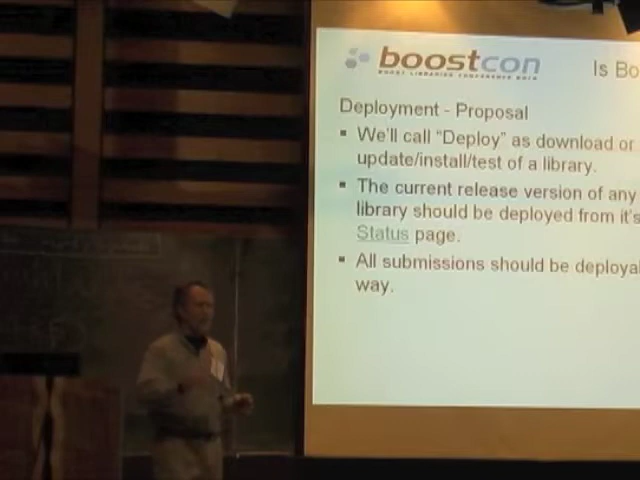 boostcon
BOOST LIBRARIES CONFERENCE 2010
Is Bo
Deployment - Proposal
▪ We'll call “Deploy” as download or
update/install/test of a library.
▪ The current release version of any
library should be deployed from it's
Status page.
▪ All submissions should be deployal
way.